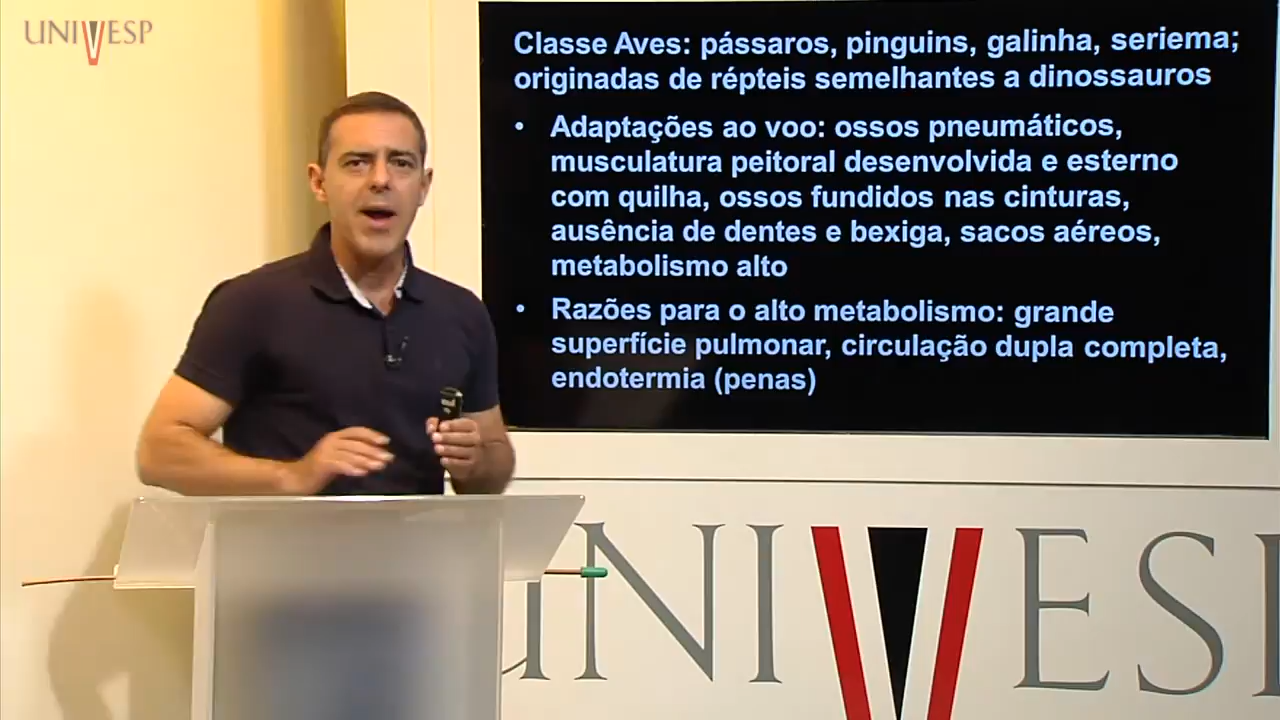 UNIVESP
Classe Aves: pássaros, pinguins, galinha, seriema;
originadas de répteis semelhantes a dinossauros
• Adaptações ao voo: ossos pneumáticos,
musculatura peitoral desenvolvida e esterno
com quilha, ossos fundidos nas cinturas,
ausência de dentes e bexiga, sacos aéreos,
metabolismo alto
• Razões para o alto metabolismo: grande
superfície pulmonar, circulação dupla completa,
endotermia (penas)
UNIVESP